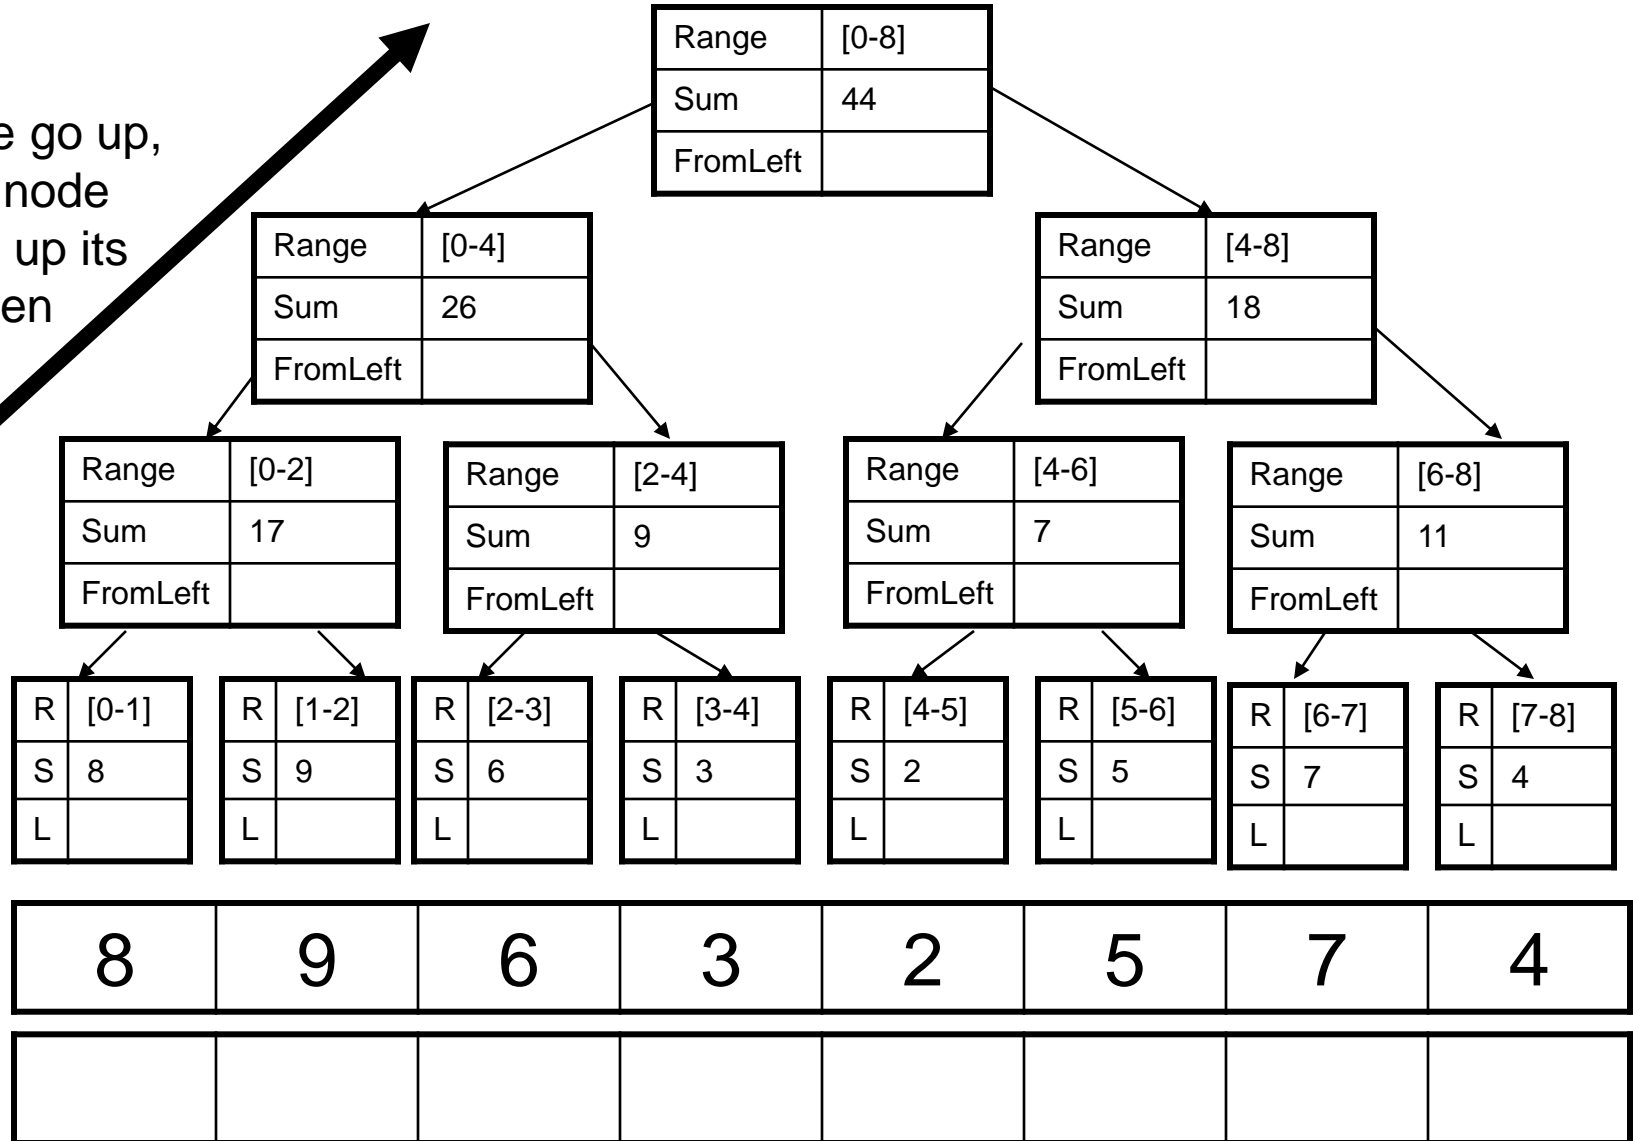 Range [0-8]
Sum 44
FromLeft
e go up,
node
up its
en
Range [0-4]
Sum 26
FromLeft
Range [4-8]
Sum 18
FromLeft
Range [0-2]
Sum 17
FromLeft
Range [2-4]
Sum 9
FromLeft
Range [4-6]
Sum 7
FromLeft
Range [6-8]
Sum 11
FromLeft
R [0-1]
S 8
L
R [1-2]
S 9
L
R [2-3]
S 6
L
R [3-4]
S 3
L
R [4-5]
S 2
L
R [5-6]
S 5
L
R [6-7]
S 7
L
R [7-8]
S 4
L
8 9 6 3 2 5 7 4